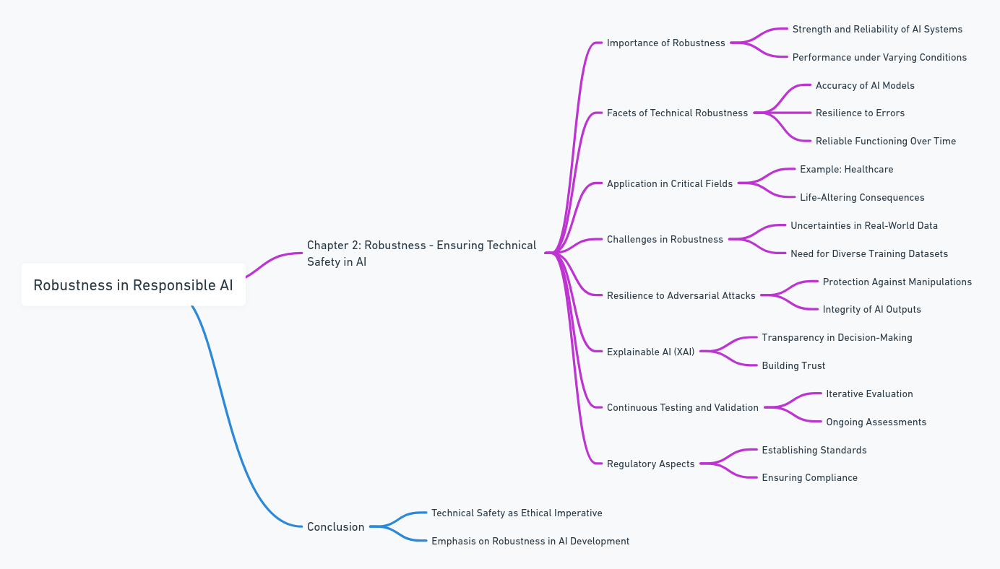 Robustness in Responsible AI
Chapter 2: Robustness - Ensuring Technical
Safety in AI
Importance of Robustness
Strength and Reliability of AI Systems
Performance under Varying Conditions
Facets of Technical Robustness
Accuracy of AI Models
Resilience to Errors
Reliable Functioning Over Time
Application in Critical Fields
Example: Healthcare
Life-Altering Consequences
Challenges in Robustness
Uncertainties in Real-World Data
Need for Diverse Training Datasets
Resilience to Adversarial Attacks
Protection Against Manipulations
Integrity of AI Outputs
Explainable AI (XAI)
Transparency in Decision-Making
Building Trust
Continuous Testing and Validation
Iterative Evaluation
Ongoing Assessments
Regulatory Aspects
Establishing Standards
Ensuring Compliance
Conclusion
Technical Safety as Ethical Imperative
Emphasis on Robustness in AI Development